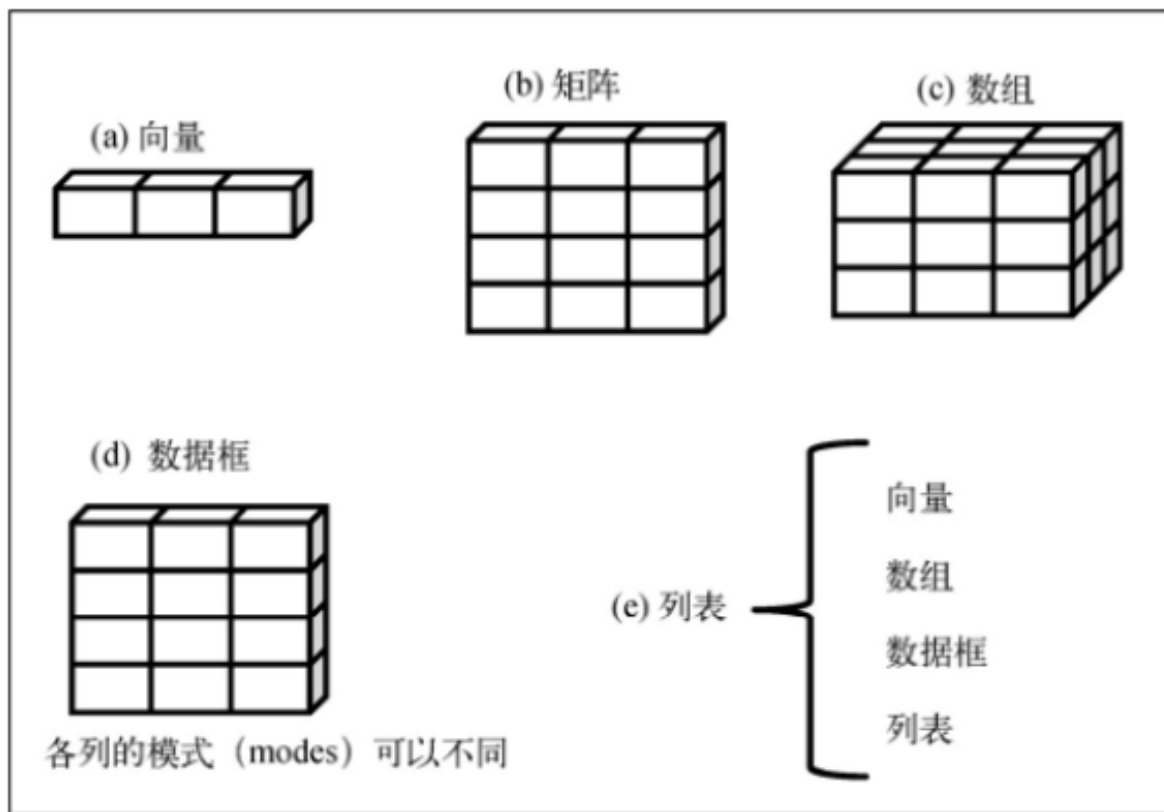 (a) 向量
(b) 矩阵
(c) 数组
(d) 数据框
各列的模式（modes）可以不同
(e) 列表
向量
数组
数据框
列表